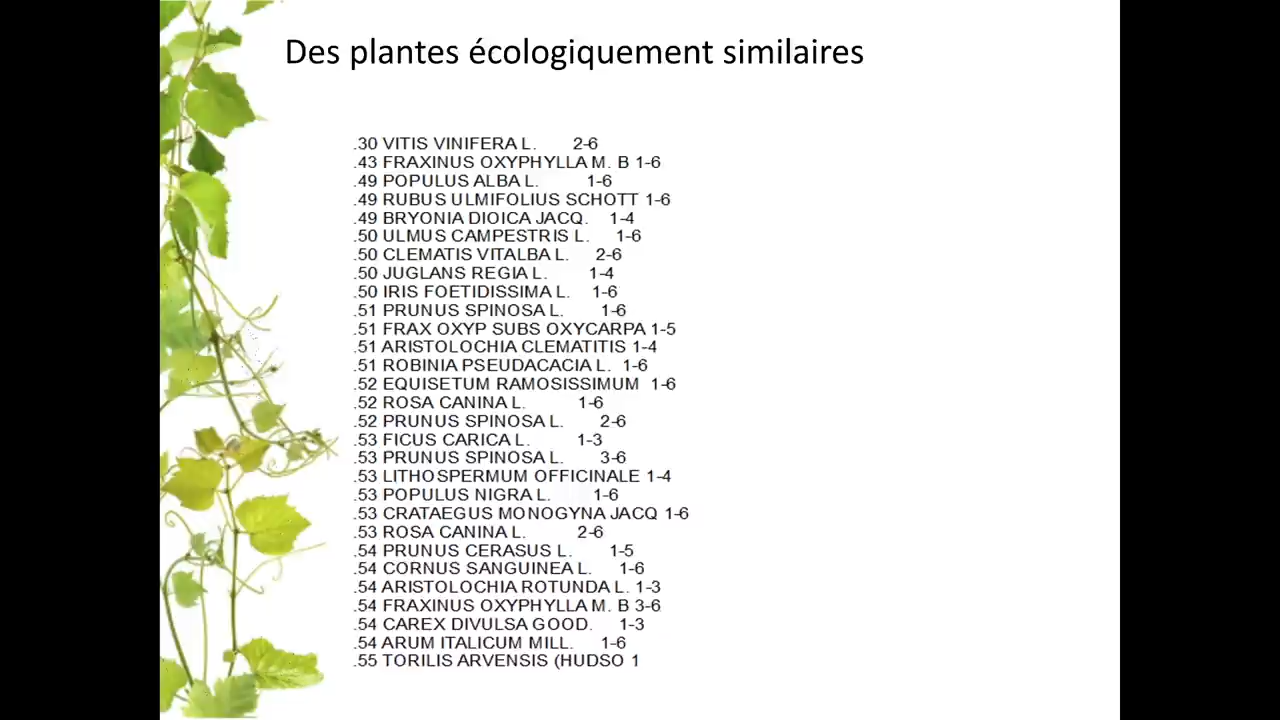 Des plantes écologiquement similaires
.30 VITIS VINIFERA L. 2-6
.43 FRAXINUS OXYPHYLLA M. B 1-6
.49 POPULUS ALBA L. 1-6
.49 RUBUS ULMIFOLIUS SCHOTT 1-6
.49 BRYONIA DIOICA JACQ. 1-4
.50 ULMUS CAMPESTRIS L. 1-6
.50 CLEMATIS VITALBA L. 2-6
.50 JUGLANS REGIA L. 1-4
.50 IRIS FOETIDISSIMA L. 1-6
.51 PRUNUS SPINOSA L. 1-6
.51 FRAX OXYP SUBS OXYCARPA 1-5
.51 ARISTOLOCHIA CLEMATITIS 1-4
.51 ROBINIA PSEUDACACIA L. 1-6
.52 EQUISETUM RAMOSISSIMUM 1-6
.52 ROSA CANINA L. 1-6
.52 PRUNUS SPINOSA L. 2-6
.53 FICUS CARICA L. 1-3
.53 PRUNUS SPINOSA L. 3-6
.53 LITHOSPERMUM OFFICINALE 1-4
.53 POPULUS NIGRA L. 1-6
.53 CRATAEGUS MONOGYNA JACQ 1-6
.53 ROSA CANINA L. 2-6
.54 PRUNUS CERASUS L. 1-5
.54 CORNUS SANGUINEA L. 1-6
.54 ARISTOLOCHIA ROTUNDA L. 1-3
.54 FRAXINUS OXYPHYLLA M. B 3-6
.54 CAREX DIVULSA GOOD. 1-3
.54 ARUM ITALICUM MILL. 1-6
.55 TORILIS ARVENSIS (HUDSO 1